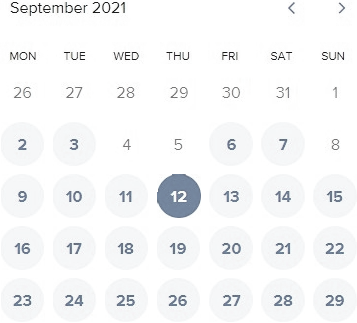 September 2021
MON TUE WED THU FRI SAT SUN
26 27 28 29 30 31 1
2 3 4 5 6 7 8
9 10 11 12 13 14 15
16 17 18 19 20 21 22
23 24 25 26 27 28 29